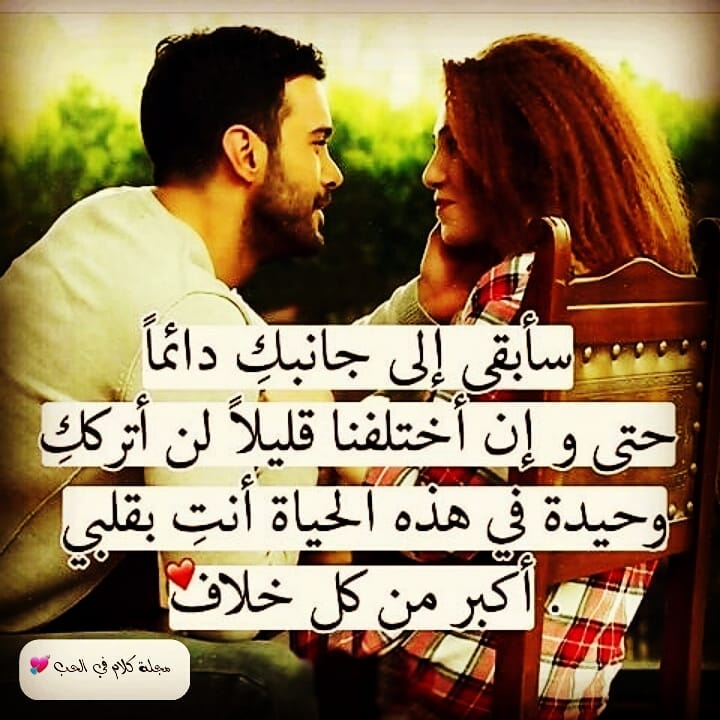 سأبقى إلى جانبكِ دائماً
حتى و إن أختلفنا قليلاً لن أترككِ
وحيدة في هذه الحياة أنتِ بقلبي
. أكبر من كل خلاف❤️
مجلة كلام في الحب 💘